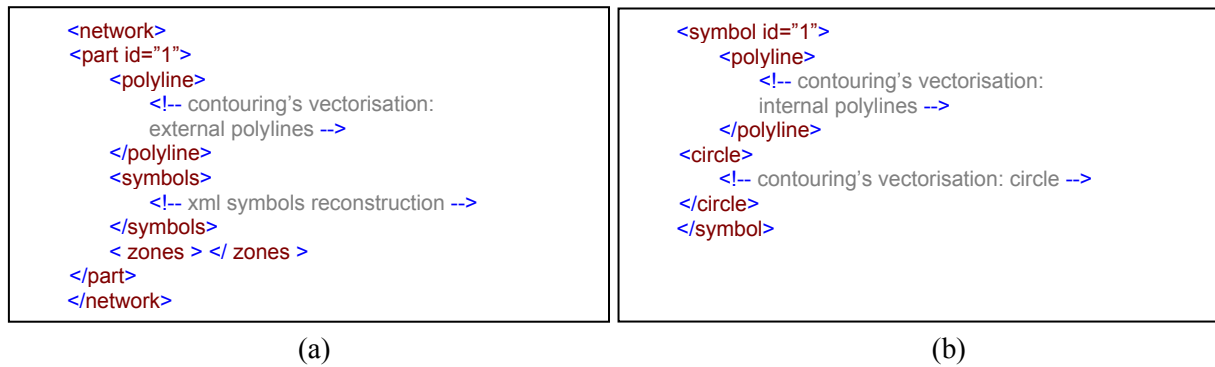 <network>
<part id=”1”>
<polyline>
<!-- contouring’s vectorisation:
external polylines -->
</polyline>
<symbols>
<!-- xml symbols reconstruction -->
</symbols>
< zones > </ zones >
</part>
</network>
(a)
<symbol id=”1”>
<polyline>
<!-- contouring’s vectorisation:
internal polylines -->
</polyline>
<circle>
<!-- contouring’s vectorisation: circle -->
</circle>
</symbol>
(b)